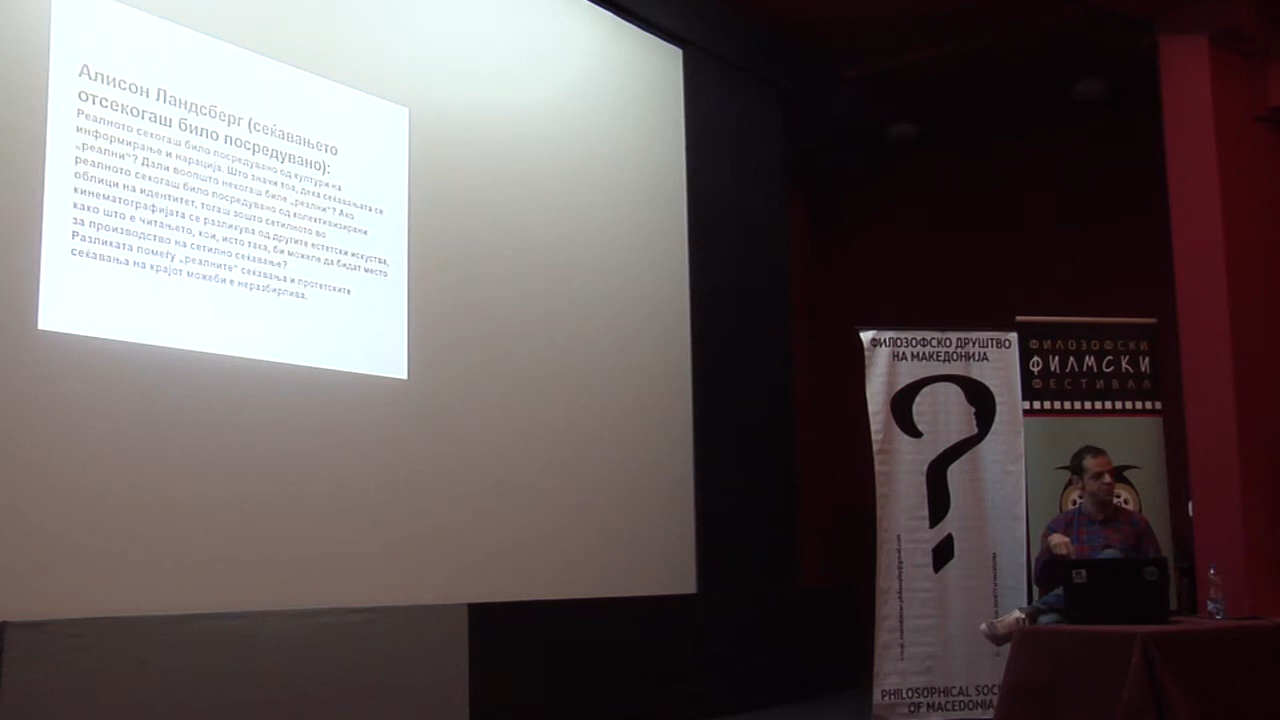 Алисон Ландсберг (сеќавањето
отсекогаш било посредувано):
Реалното секогаш било посредувано од култури на
информирање и нарација. Што значи тоа, дека сеќавањата се
„реални“? Дали воопшто некогаш биле „реални“? Ако
реалното секогаш било посредувано од колективизирани
облици на идентитет, тогаш зошто сетилното во
кинематографијата се разликува од другите естетски искуства,
како што е читањето, кои, исто така, би можеле да бидат место
за производство на сетилно сеќавање?
Разликата помеѓу „реалните“ сеќавања и протетските
сеќавања на крајот можеби е неразбирлива.
ФИЛОЗОФСКО ДРУШТВО
НА МАКЕДОНИЈА
PHILOSOPHICAL SOCI
OF MACEDONIA
ФИЛОЗОФСКИ
ФИЛМСКИ
ФЕСТИВАЛ